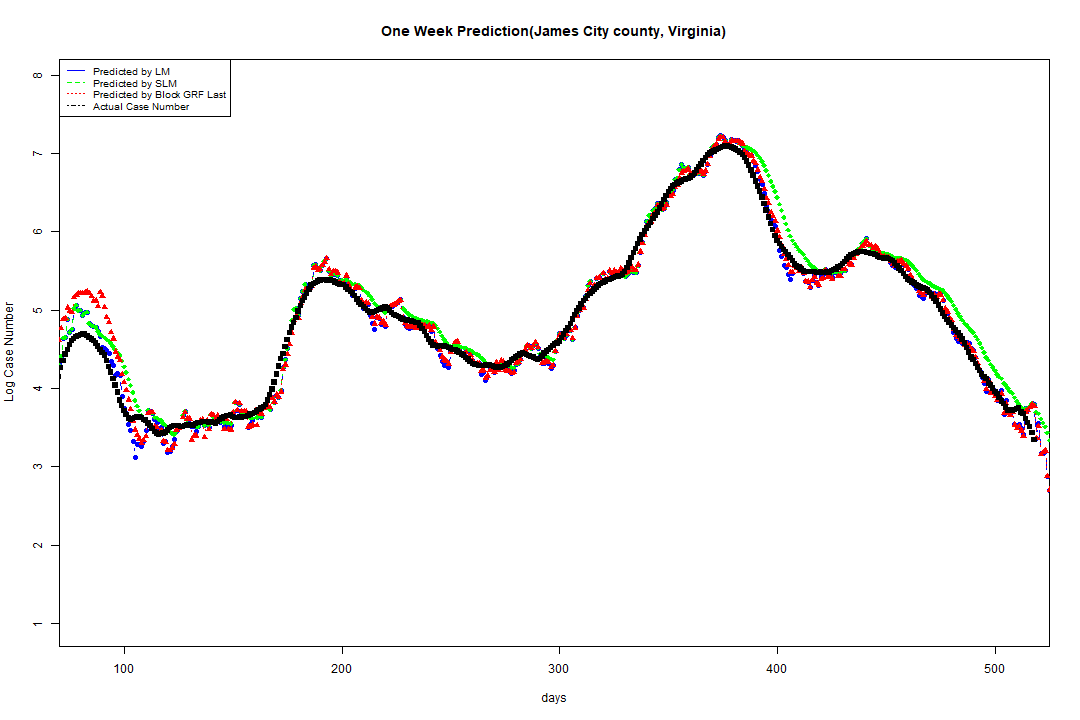 One Week Prediction(James City county, Virginia)
Predicted by LM
Predicted by SLM
Predicted by Block GRF Last
Actual Case Number
8
7
6
5
4
3
2
1
Log Case Number
100 200 300 400 500
days